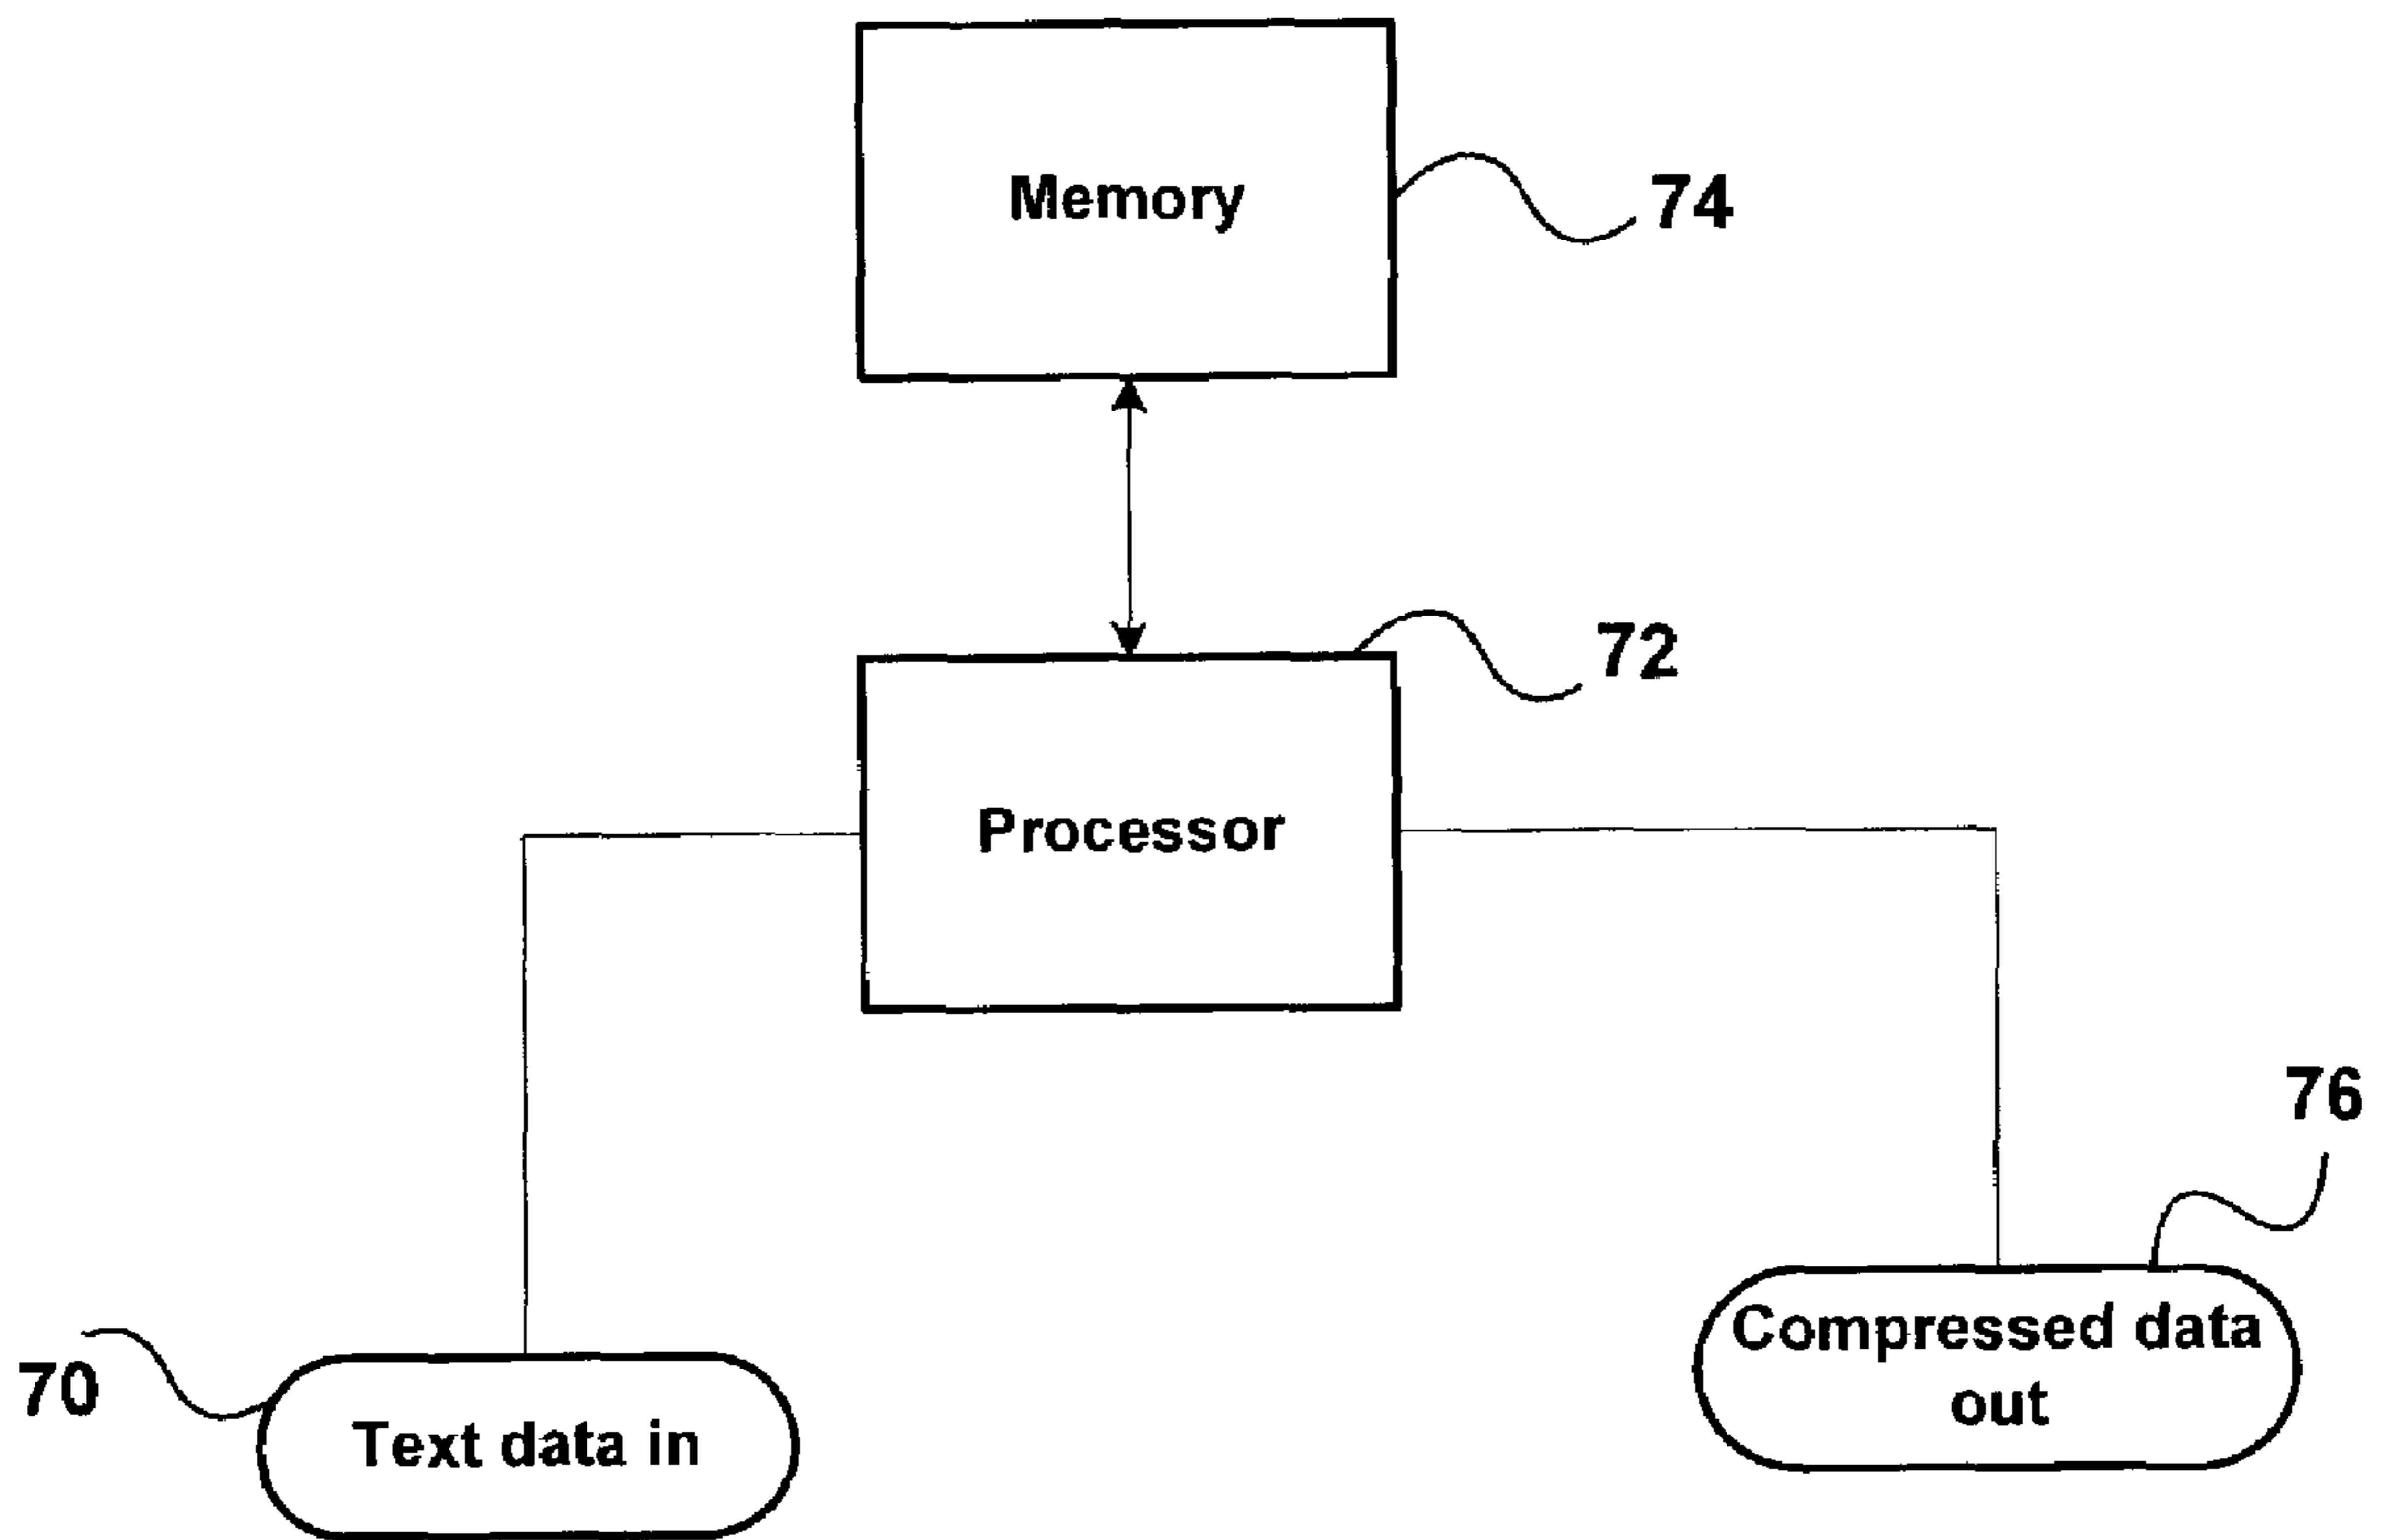 Memory
74
72
Processor
76
Compressed data
out
70
Text data in